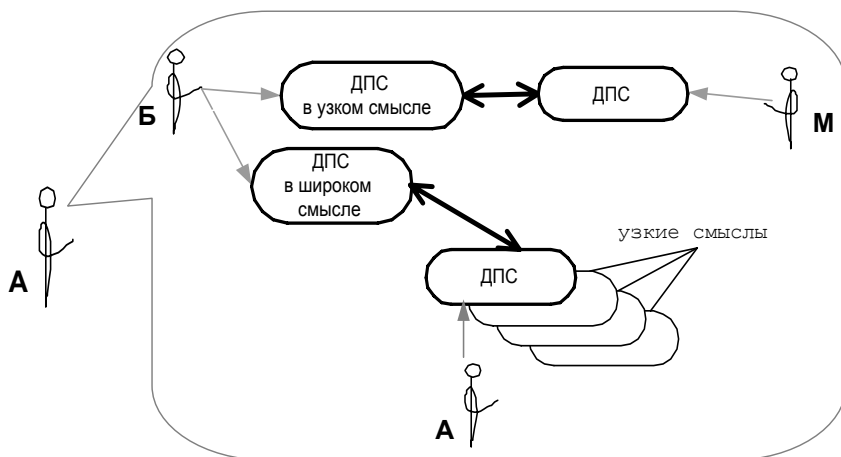 ДПС
в узком смысле
ДПС
Б
М
ДПС
в широком
смысле
узкие смыслы
А
ДПС
А